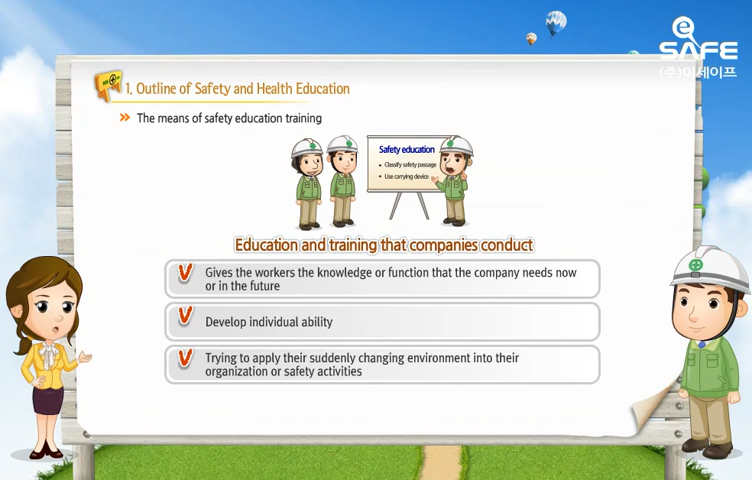 e
SAFE
(주)이세이프
1. Outline of Safety and Health Education
The means of safety education training
Safety education
• Classify safety passage
• Use carrying device
Education and training that companies conduct
Gives the workers the knowledge or function that the company needs now
or in the future
Develop individual ability
Trying to apply their suddenly changing environment into their
organization or safety activities